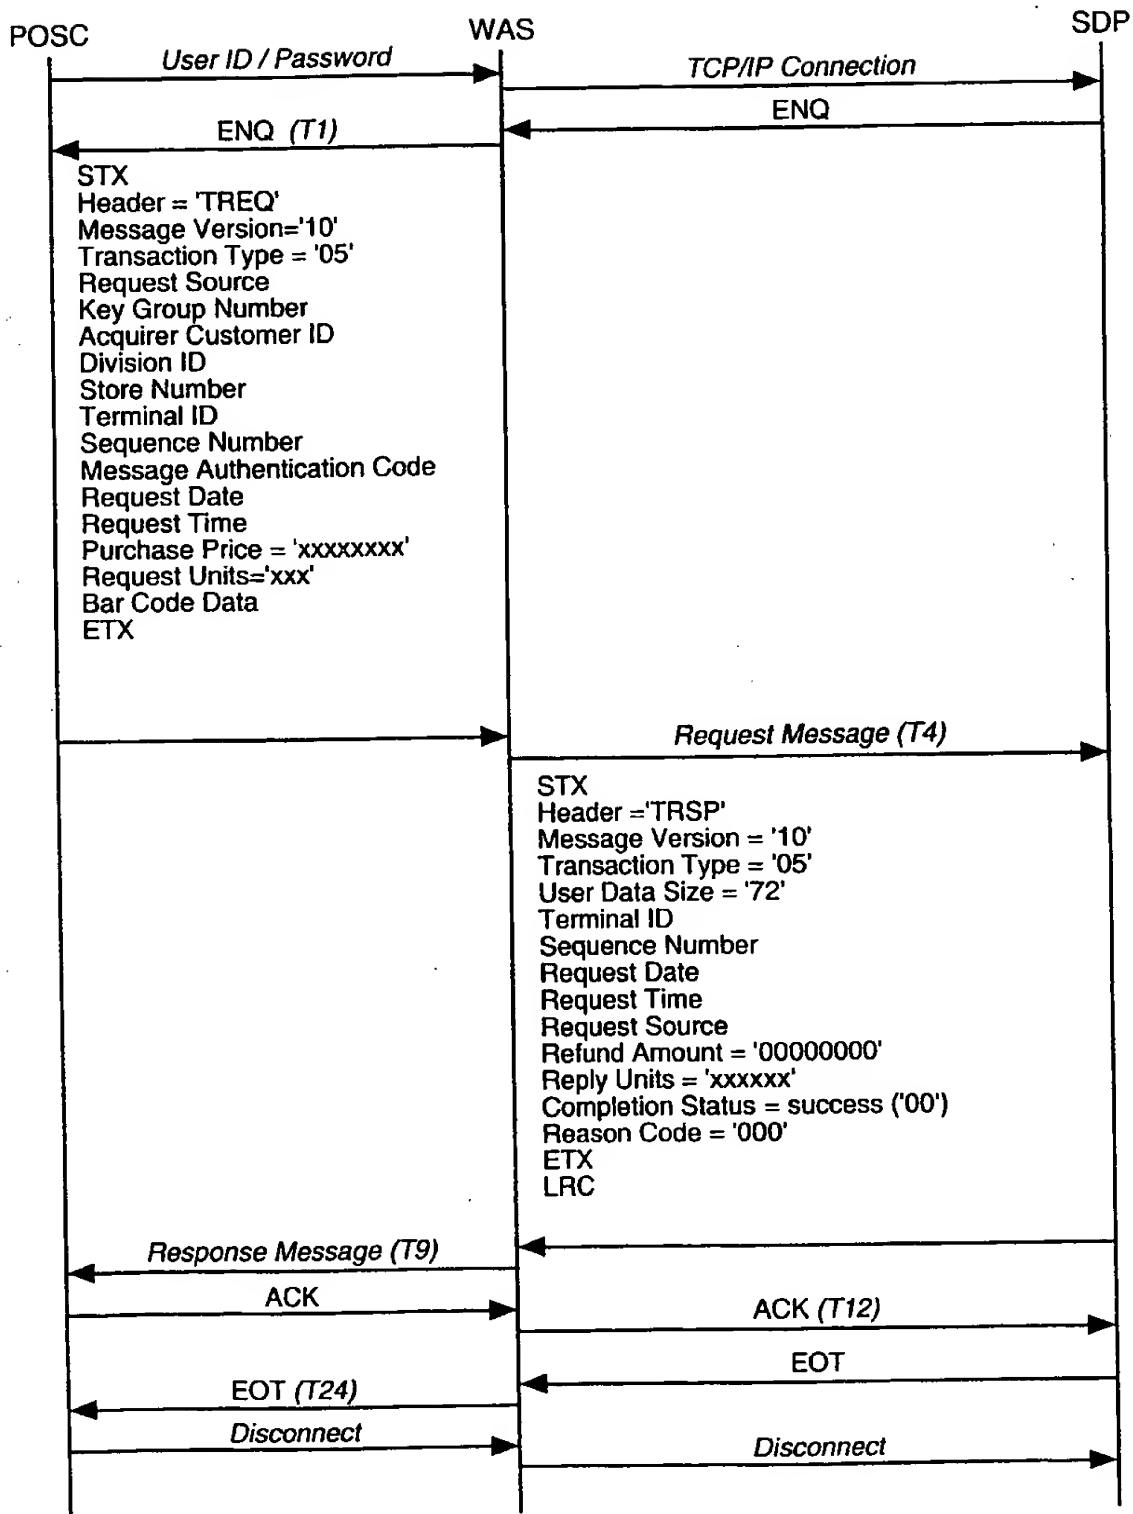 POSC
WAS
SDP
User ID / Password
TCP/IP Connection
ENQ
ENQ (T1)
STX
Header = 'TREQ'
Message Version='10'
Transaction Type = '05'
Request Source
Key Group Number
Acquirer Customer ID
Division ID
Store Number
Terminal ID
Sequence Number
Message Authentication Code
Request Date
Request Time
Purchase Price = 'xxxxxxxx'
Request Units='xxx'
Bar Code Data
ETX
Request Message (T4)
STX
Header ='TRSP'
Message Version = '10'
Transaction Type = '05'
User Data Size = '72'
Terminal ID
Sequence Number
Request Date
Request Time
Request Source
Refund Amount = '00000000'
Reply Units = 'xxxxxx'
Completion Status = success ('00')
Reason Code = '000'
ETX
LRC
Response Message (T9)
ACK
ACK (T12)
EOT
EOT (T24)
Disconnect
Disconnect